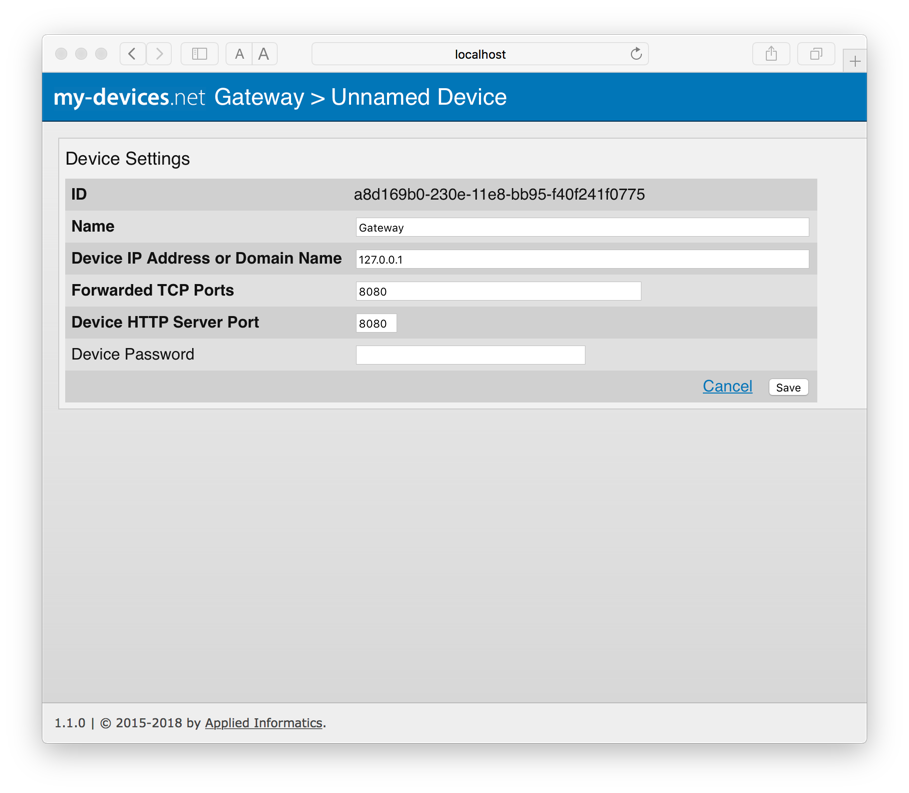 A A localhost
my-devices.net Gateway > Unnamed Device
Device Settings
ID a8d169b0-230e-11e8-bb95-f40f241f0775
Name Gateway
Device IP Address or Domain Name 127.0.0.1
Forwarded TCP Ports 8080
Device HTTP Server Port 8080
Device Password
Cancel Save
1.1.0 | © 2015-2018 by Applied Informatics.